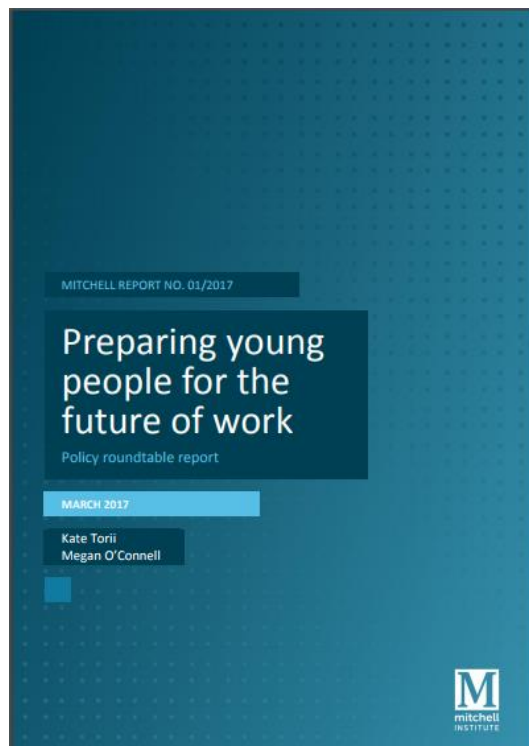 MITCHELL REPORT NO. 01/2017
Preparing young
people for the
future of work
Policy roundtable report
MARCH 2017
Kate Torii
Megan O'Connell
M
mitchell
INSTITUTE